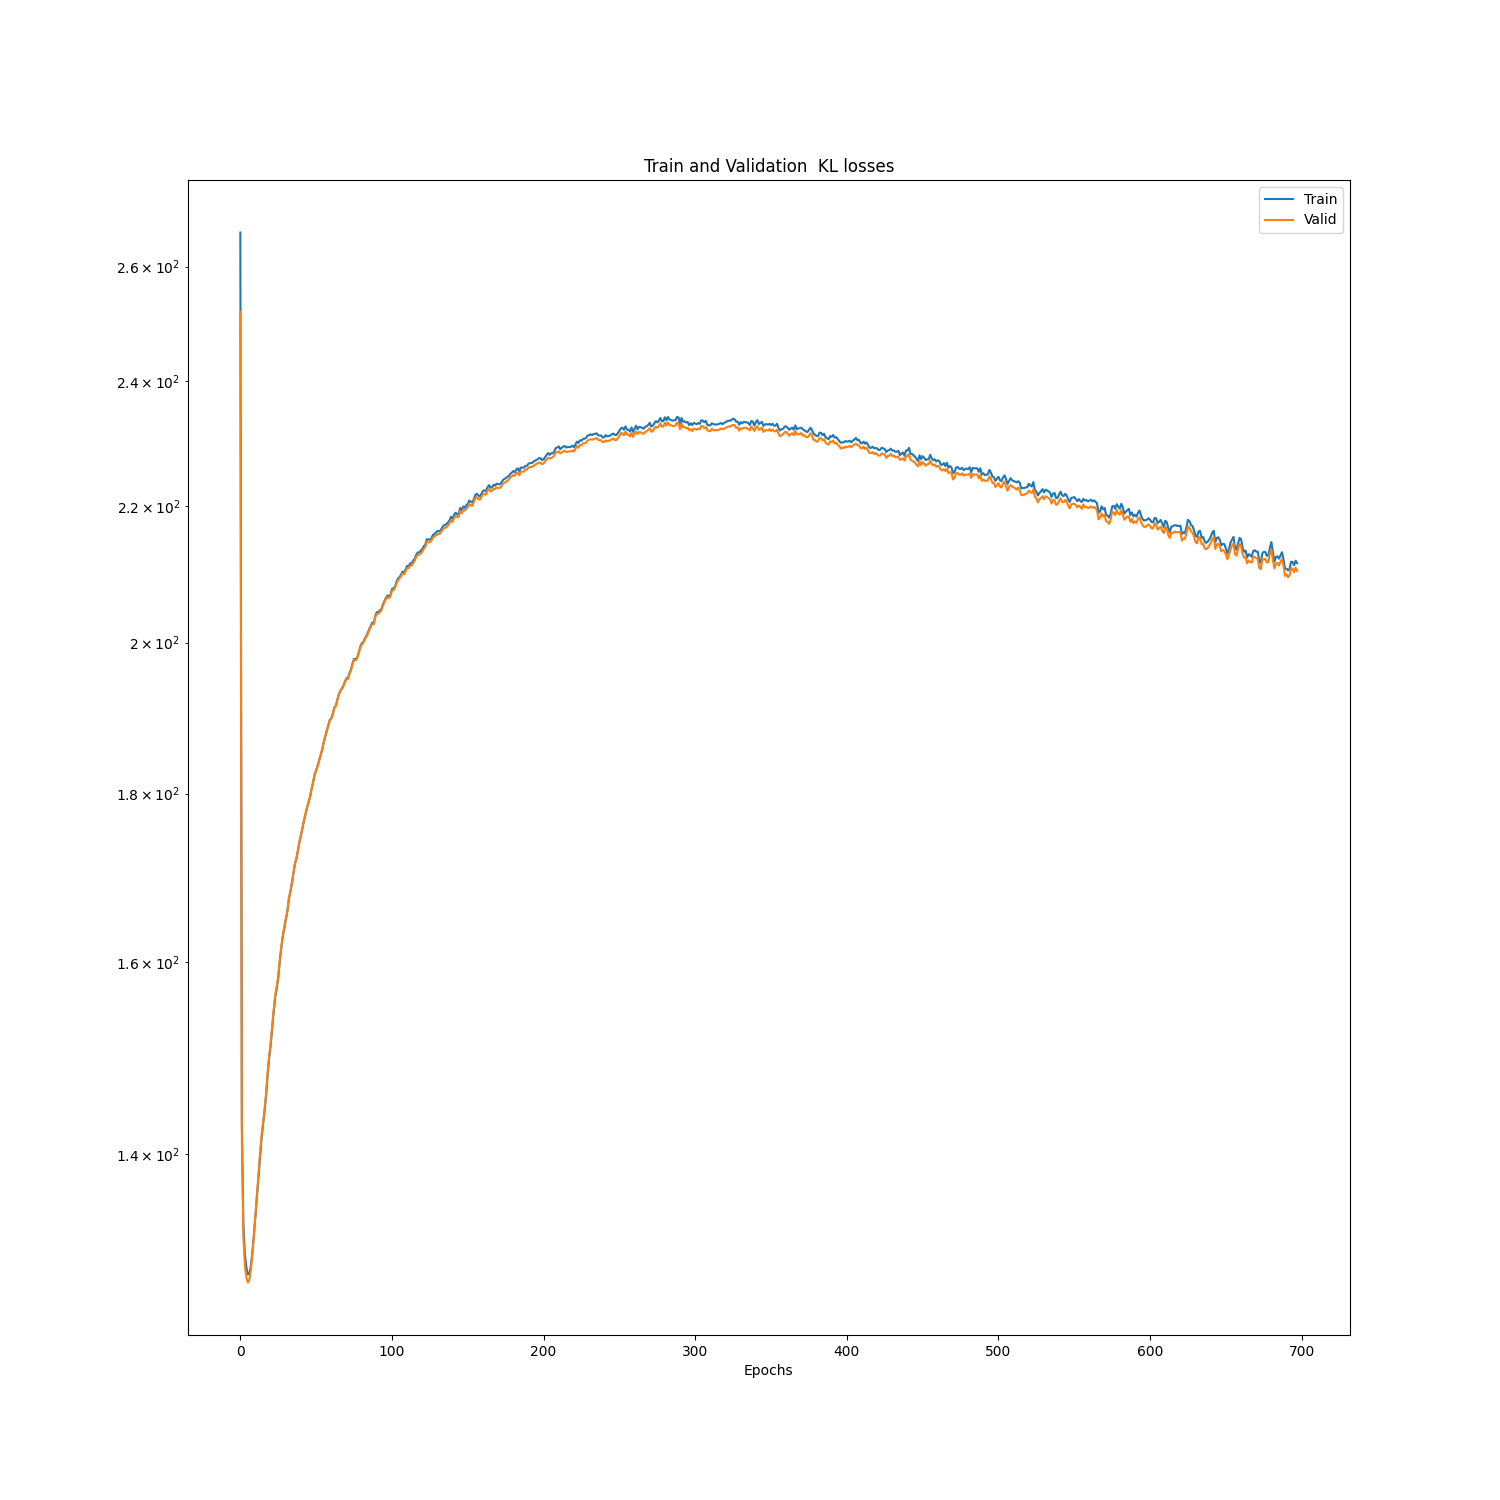 Train and Validation  KL losses
Train
Valid
2.6 × 10²
2.4 × 10²
2.2 × 10²
2 × 10²
1.8 × 10²
1.6 × 10²
1.4 × 10²
0 100 200 300 400 500 600 700
Epochs